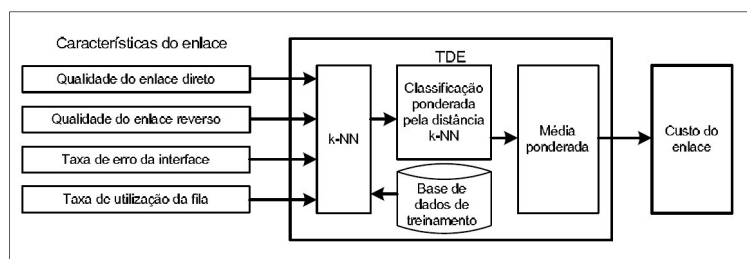 Características do enlace
TDE
Qualidade do enlace direto
Qualidade do enlace reverso
Taxa de erro da interface
Taxa de utilização da fila
k-NN
Classificação
ponderada
pela distância
k-NN
Base de
dados de
treinamento
Média
ponderada
Custo do
enlace